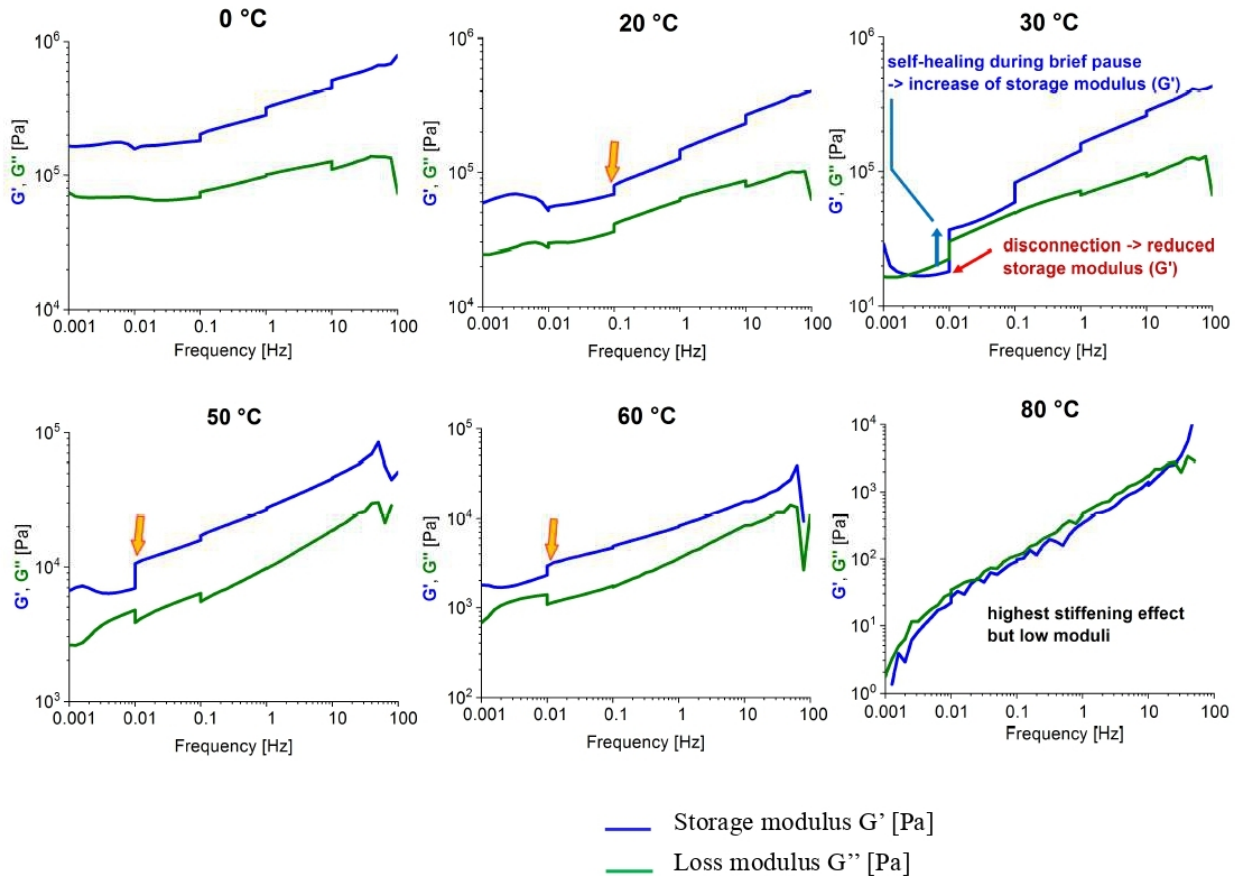 0 °C
10⁶
10⁵
10⁴
G', G'' [Pa]
0.001 0.01 0.1 1 10 100
Frequency [Hz]
20 °C
10⁶
10⁵
10⁴
G', G'' [Pa]
0.001 0.01 0.1 1 10 100
Frequency [Hz]
30 °C
10⁶
10⁵
10⁴
G', G'' [Pa]
self-healing during brief pause
-> increase of storage modulus (G')
disconnection -> reduced
storage modulus (G')
0.001 0.01 0.1 1 10 100
Frequency [Hz]
50 °C
10⁵
10⁴
10³
G', G'' [Pa]
0.001 0.01 0.1 1 10 100
Frequency [Hz]
60 °C
10⁵
10⁴
10³
10²
G', G'' [Pa]
0.001 0.01 0.1 1 10 100
Frequency [Hz]
80 °C
10⁴
10³
10²
10¹
10⁰
G', G'' [Pa]
highest stiffening effect
but low moduli
0.001 0.01 0.1 1 10 100
Frequency [Hz]
Storage modulus G’ [Pa]
Loss modulus G’’ [Pa]